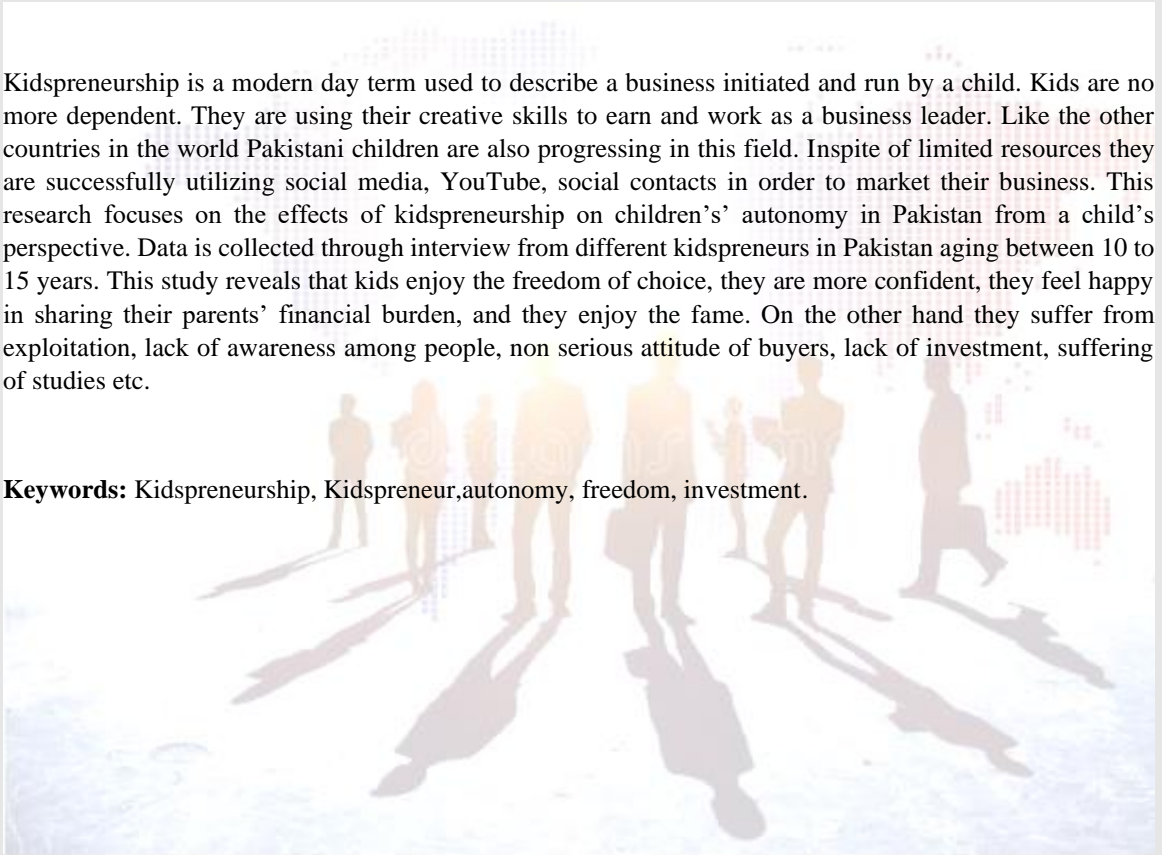 Kidspreneurship is a modern day term used to describe a business initiated and run by a child. Kids are no
more dependent. They are using their creative skills to earn and work as a business leader. Like the other
countries in the world Pakistani children are also progressing in this field. Inspite of limited resources they
are successfully utilizing social media, YouTube, social contacts in order to market their business. This
research focuses on the effects of kidspreneurship on children’s’ autonomy in Pakistan from a child’s
perspective. Data is collected through interview from different kidspreneurs in Pakistan aging between 10 to
15 years. This study reveals that kids enjoy the freedom of choice, they are more confident, they feel happy
in sharing their parents’ financial burden, and they enjoy the fame. On the other hand they suffer from
exploitation, lack of awareness among people, non serious attitude of buyers, lack of investment, suffering
of studies etc.
Keywords: Kidspreneurship, Kidspreneur,autonomy, freedom, investment.